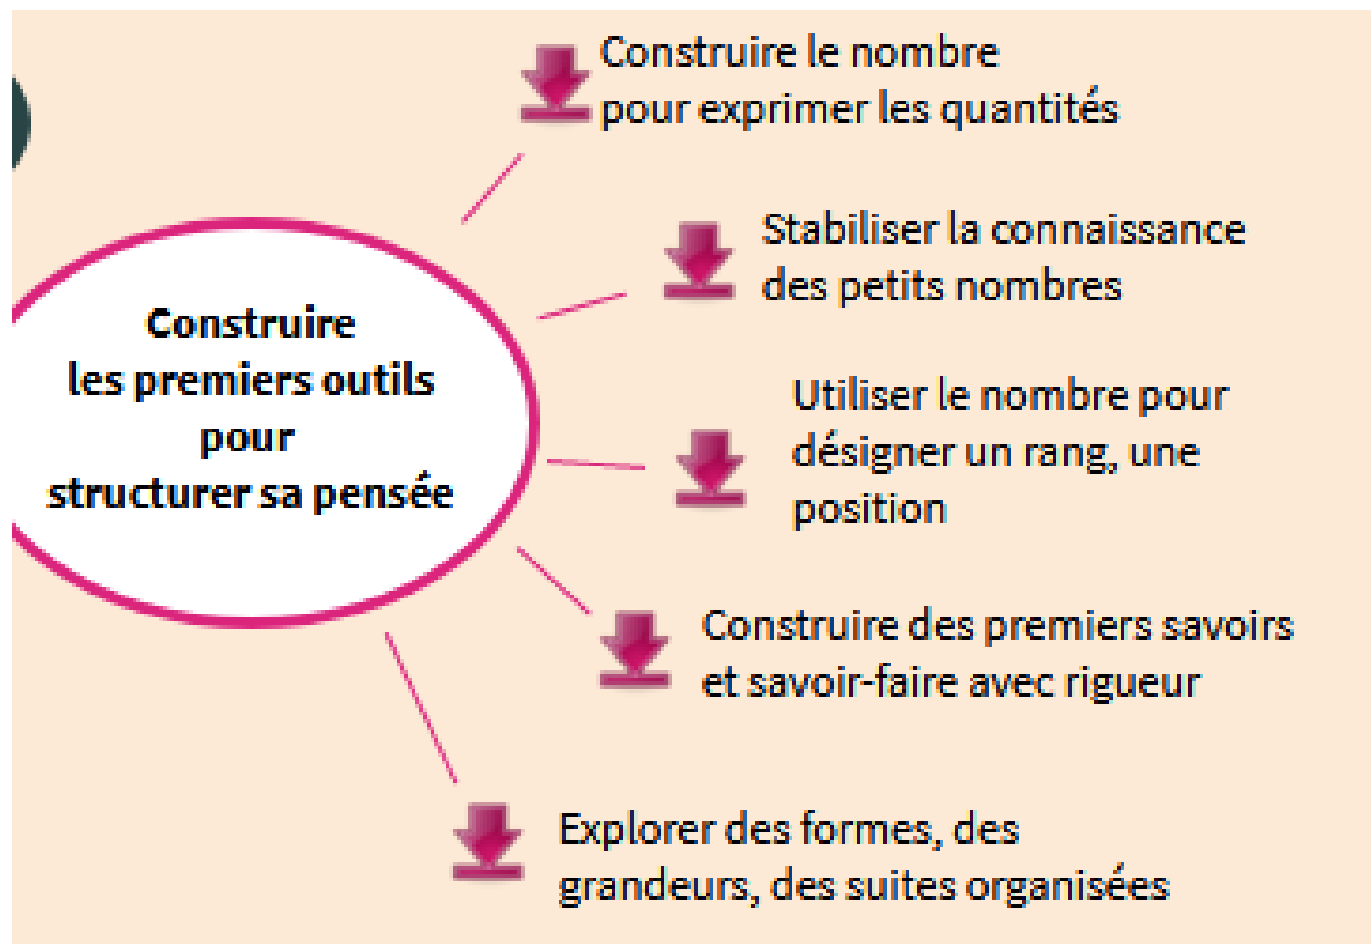 Construire le nombre
pour exprimer les quantités
Stabiliser la connaissance
des petits nombres
Construire
les premiers outils
pour
structurer sa pensée
Utiliser le nombre pour
désigner un rang, une
position
Construire des premiers savoirs
et savoir-faire avec rigueur
Explorer des formes, des
grandeurs, des suites organisées